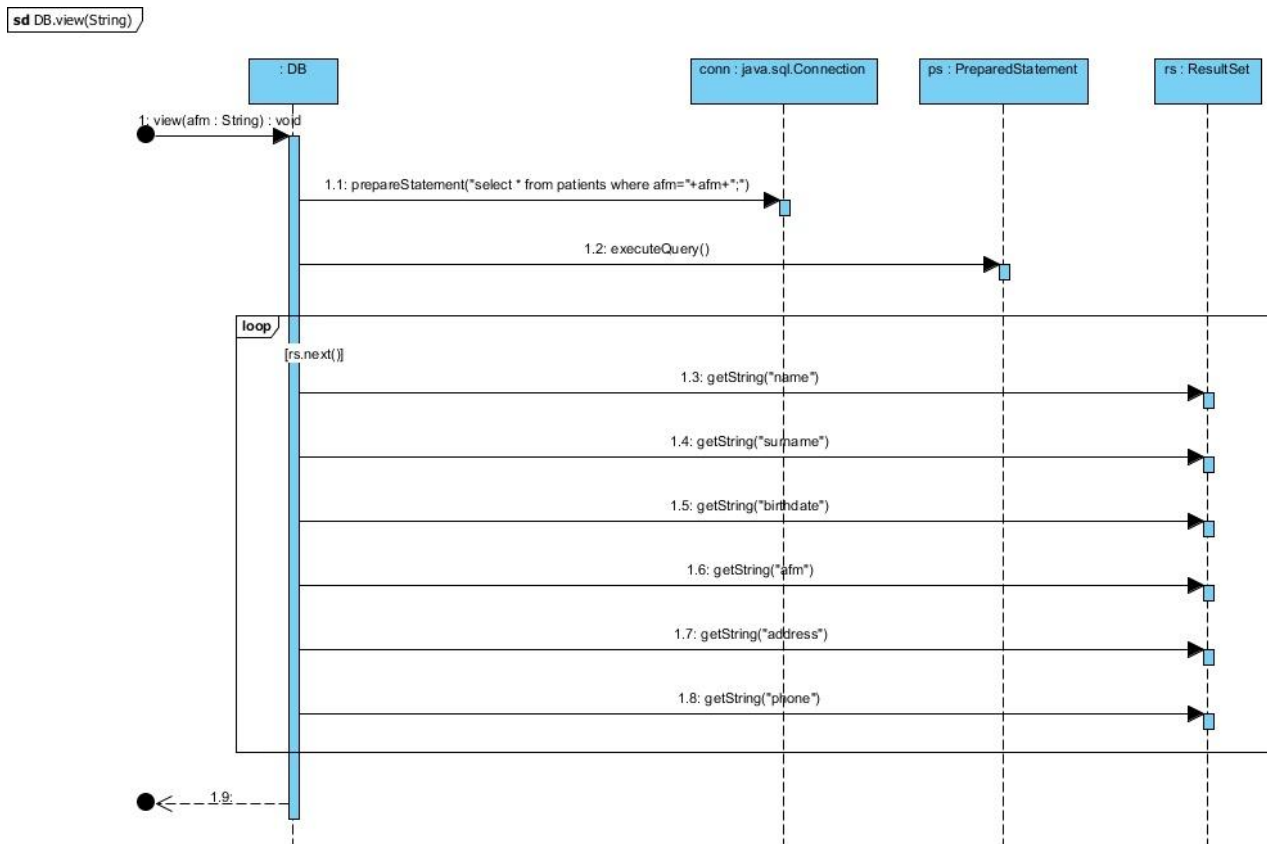 sd DB.view(String)
: DB
conn : java.sql.Connection
ps : PreparedStatement
rs : ResultSet
1: view(afm : String) : void
1.1: prepareStatement("select * from patients where afm="+afm+";")
1.2: executeQuery()
loop
[rs.next()]
1.3: getString("name")
1.4: getString("surname")
1.5: getString("birthdate")
1.6: getString("afm")
1.7: getString("address")
1.8: getString("phone")
1.9: